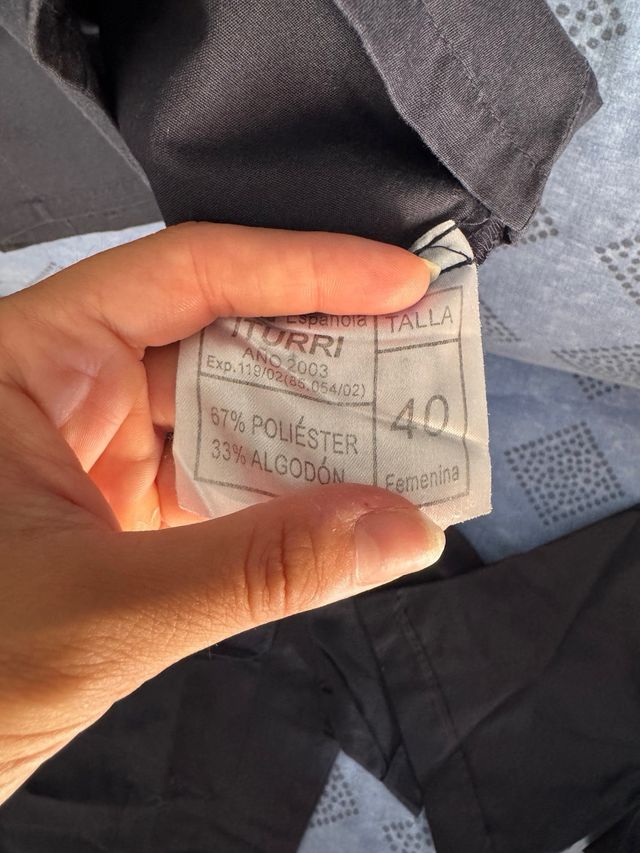 Española
ITURRI
AÑO 2003
Exp.119/02(85.054/02)
67% POLIÉSTER
33% ALGODÓN
TALLA
40
Femenina